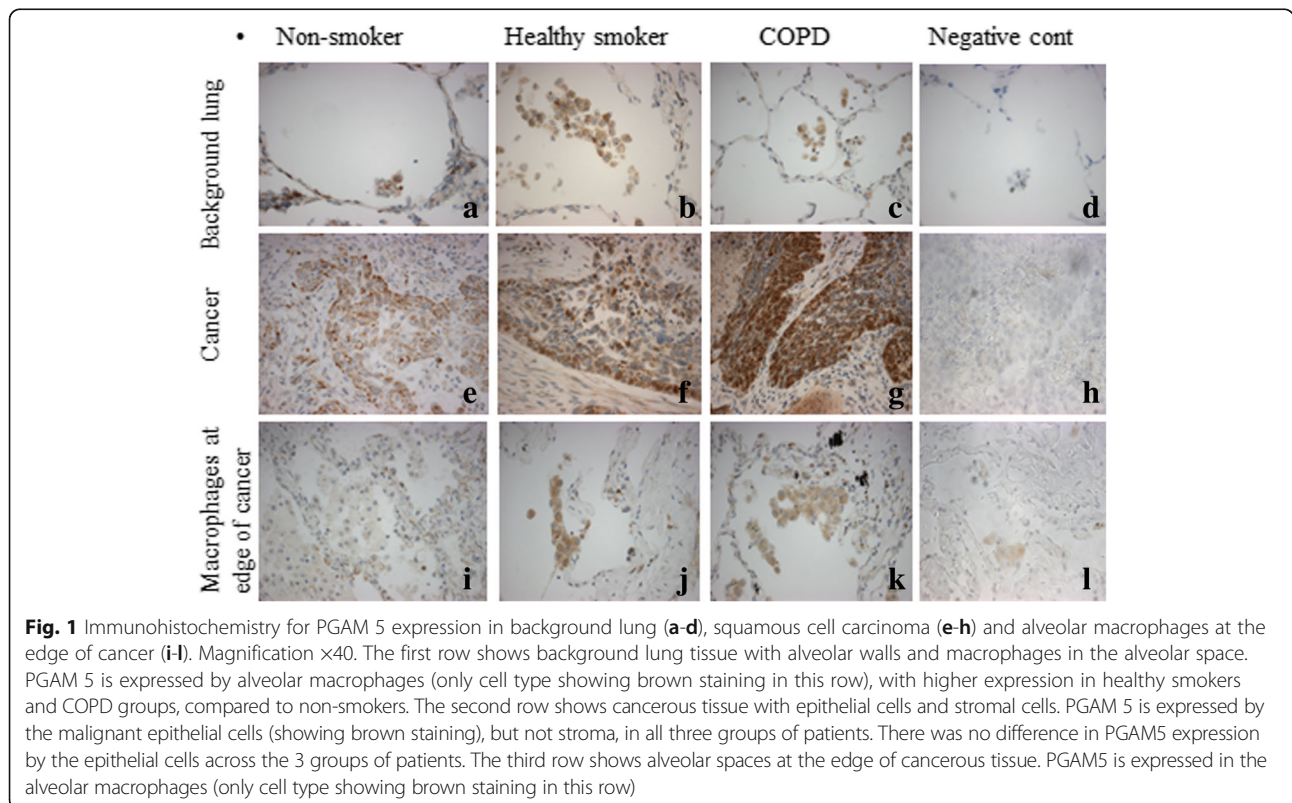 • Non-smoker Healthy smoker COPD Negative cont
Background lung
a b c d
Cancer
e f g h
Macrophages at
edge of cancer
i j k l
Fig. 1 Immunohistochemistry for PGAM 5 expression in background lung (a-d), squamous cell carcinoma (e-h) and alveolar macrophages at the
edge of cancer (i-l). Magnification ×40. The first row shows background lung tissue with alveolar walls and macrophages in the alveolar space.
PGAM 5 is expressed by alveolar macrophages (only cell type showing brown staining in this row), with higher expression in healthy smokers
and COPD groups, compared to non-smokers. The second row shows cancerous tissue with epithelial cells and stromal cells. PGAM 5 is expressed by
the malignant epithelial cells (showing brown staining), but not stroma, in all three groups of patients. There was no difference in PGAM5 expression
by the epithelial cells across the 3 groups of patients. The third row shows alveolar spaces at the edge of cancerous tissue. PGAM5 is expressed in the
alveolar macrophages (only cell type showing brown staining in this row)